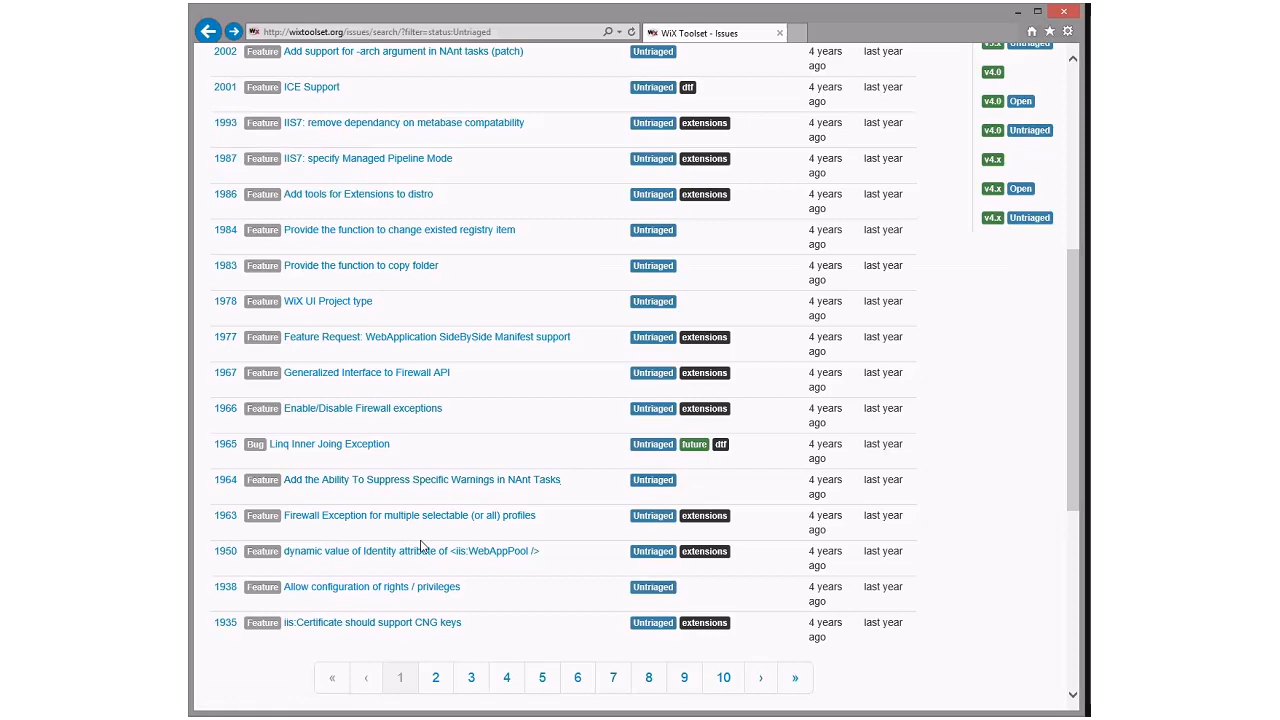 http://wixtoolset.org/issues/search/?filter=status:Untriaged
WiX Toolset - Issues
2002 Feature Add support for -arch argument in NAnt tasks (patch) Untriaged 4 years ago last year
2001 Feature ICE Support Untriaged dtf 4 years ago last year
1993 Feature IIS7: remove dependancy on metabase compatability Untriaged extensions 4 years ago last year
1987 Feature IIS7: specify Managed Pipeline Mode Untriaged extensions 4 years ago last year
1986 Feature Add tools for Extensions to distro Untriaged extensions 4 years ago last year
1984 Feature Provide the function to change existed registry item Untriaged 4 years ago last year
1983 Feature Provide the function to copy folder Untriaged 4 years ago last year
1978 Feature WiX UI Project type Untriaged 4 years ago last year
1977 Feature Feature Request: WebApplication SideBySide Manifest support Untriaged extensions 4 years ago last year
1967 Feature Generalized Interface to Firewall API Untriaged extensions 4 years ago last year
1966 Feature Enable/Disable Firewall exceptions Untriaged extensions 4 years ago last year
1965 Bug Linq Inner Joing Exception Untriaged future dtf 4 years ago last year
1964 Feature Add the Ability To Suppress Specific Warnings in NAnt Tasks Untriaged 4 years ago last year
1963 Feature Firewall Exception for multiple selectable (or all) profiles Untriaged extensions 4 years ago last year
1950 Feature dynamic value of Identity attribute of <iis:WebAppPool /> Untriaged extensions 4 years ago last year
1938 Feature Allow configuration of rights / privileges Untriaged 4 years ago last year
1935 Feature iis:Certificate should support CNG keys Untriaged extensions 4 years ago last year
« ‹ 1 2 3 4 5 6 7 8 9 10 › »
v3.x Untriaged
v4.0
v4.0 Open
v4.0 Untriaged
v4.x
v4.x Open
v4.x Untriaged